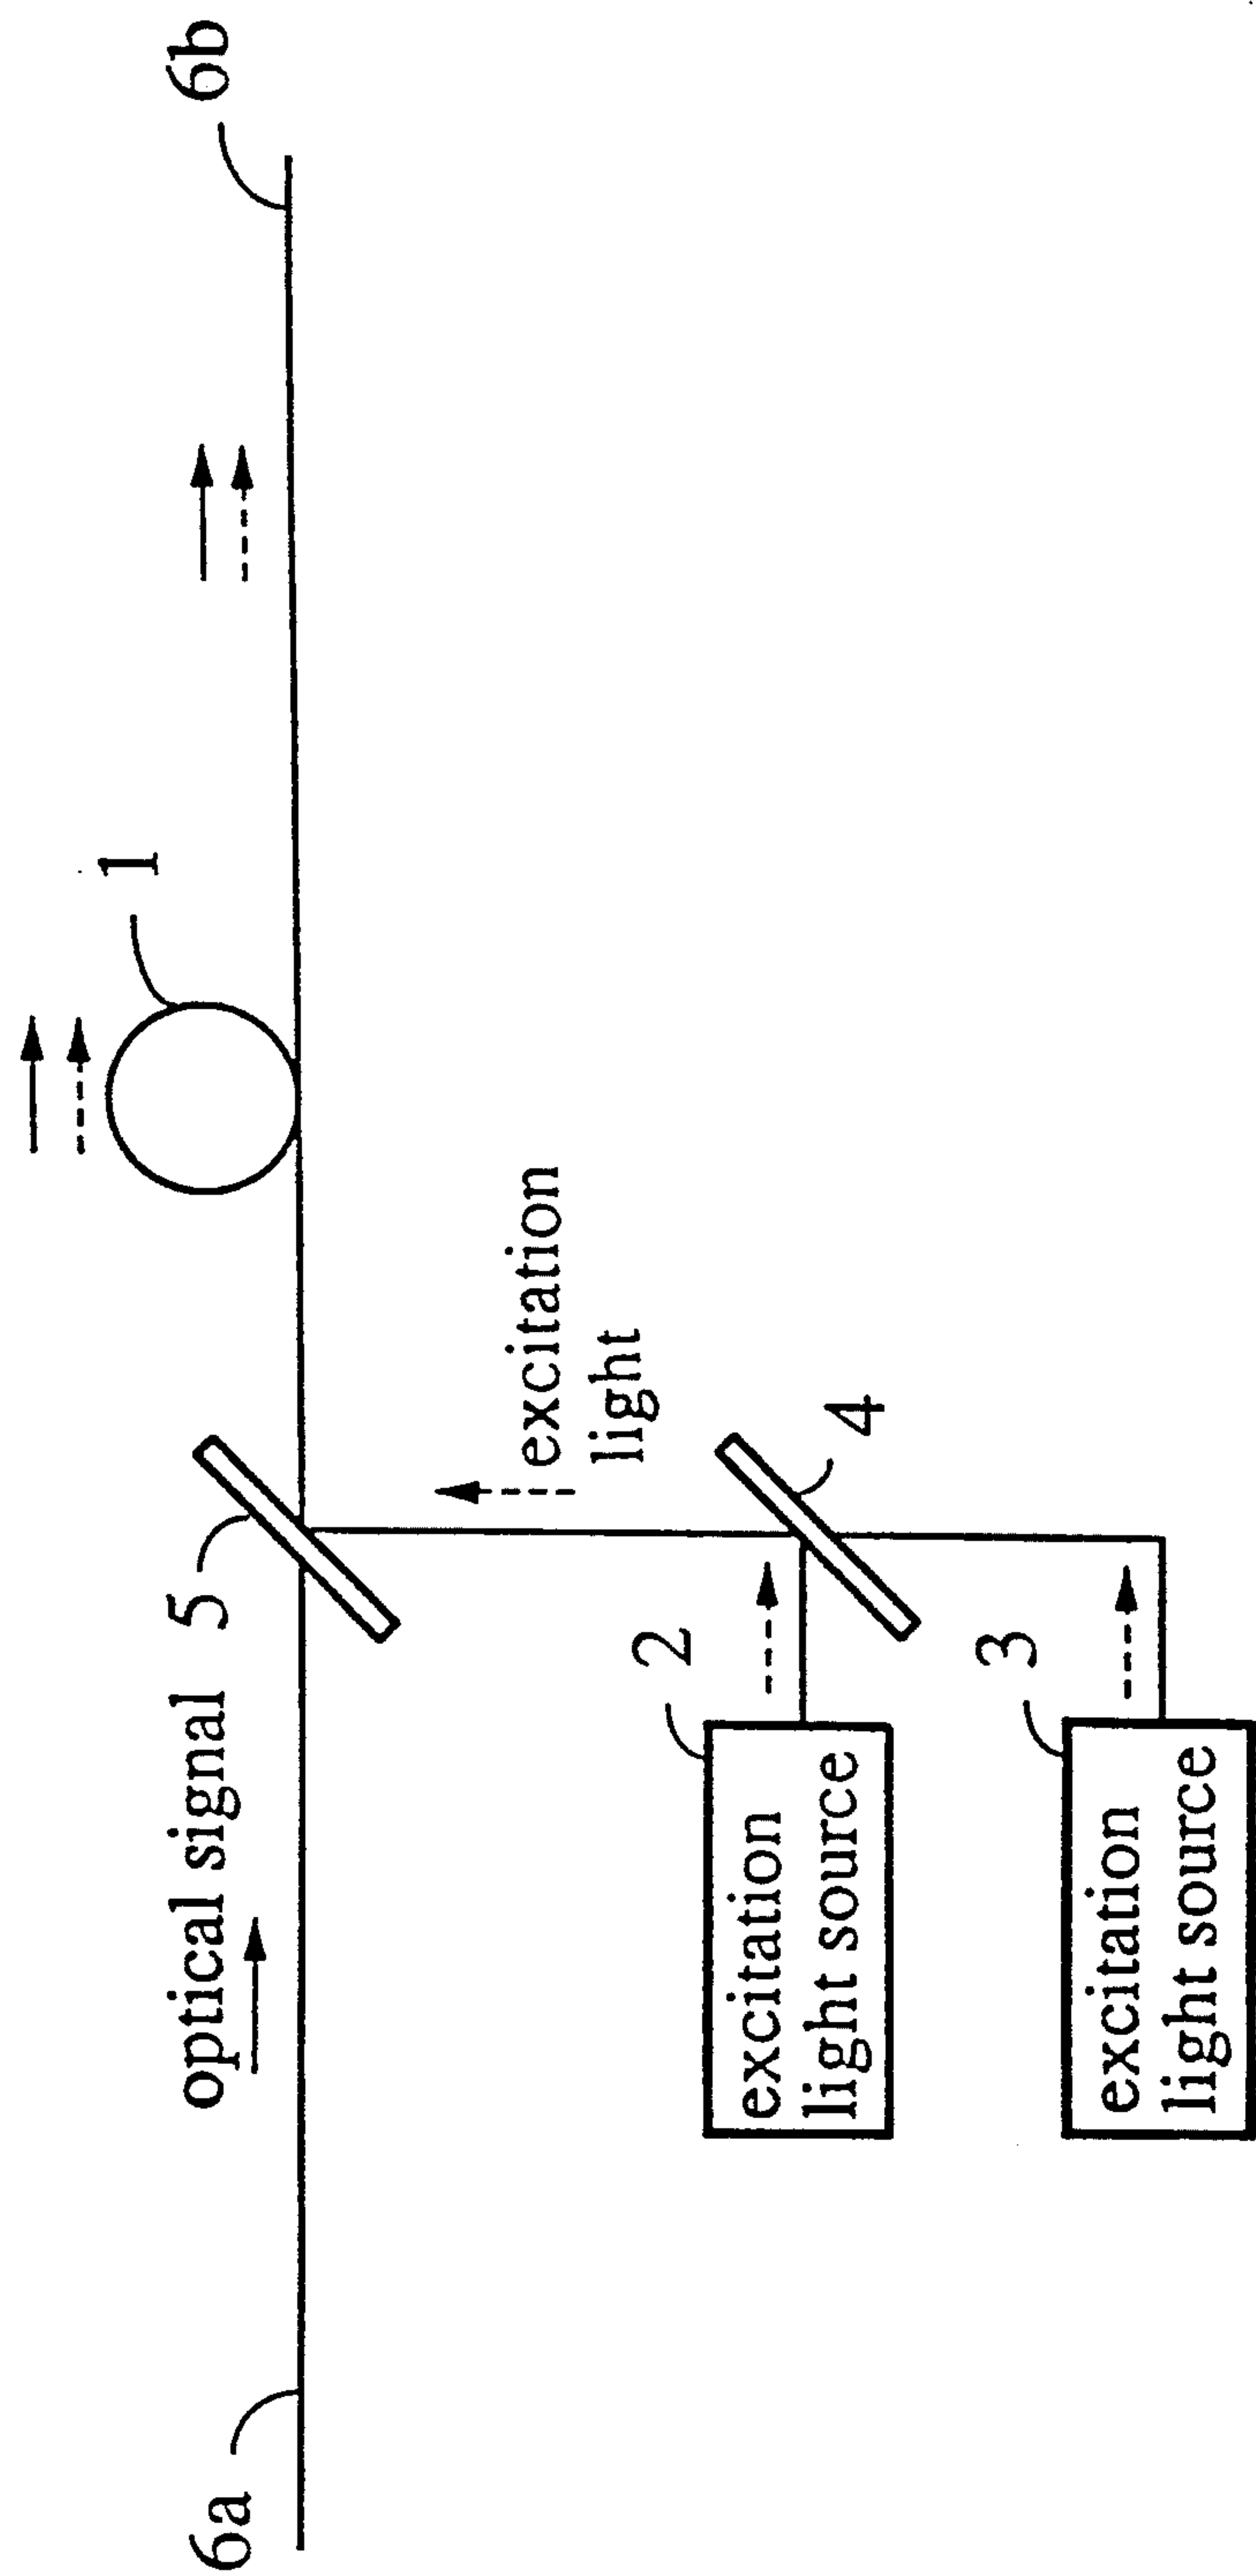 6a
optical signal
5
1
6b
excitation
light
2
excitation
light source
4
3
excitation
light source